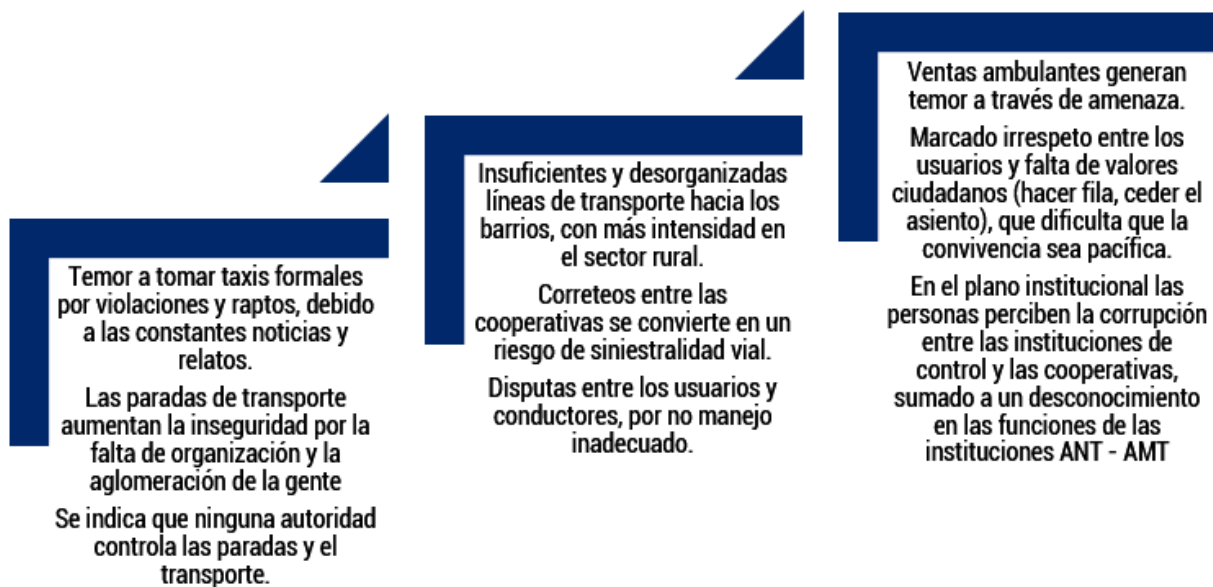 Temor a tomar taxis formales
por violaciones y raptos, debido
a las constantes noticias y
relatos.
Las paradas de transporte
aumentan la inseguridad por la
falta de organización y la
aglomeración de la gente
Se indica que ninguna autoridad
controla las paradas y el
transporte.
Insuficientes y desorganizadas
líneas de transporte hacia los
barrios, con más intensidad en
el sector rural.
Correteos entre las
cooperativas se convierte en un
riesgo de siniestralidad vial.
Disputas entre los usuarios y
conductores, por no manejo
inadecuado.
Ventas ambulantes generan
temor a través de amenaza.
Marcado irrespeto entre los
usuarios y falta de valores
ciudadanos (hacer fila, ceder el
asiento), que dificulta que la
convivencia sea pacífica.
En el plano institucional las
personas perciben la corrupción
entre las instituciones de
control y las cooperativas,
sumado a un desconocimiento
en las funciones de las
instituciones ANT - AMT